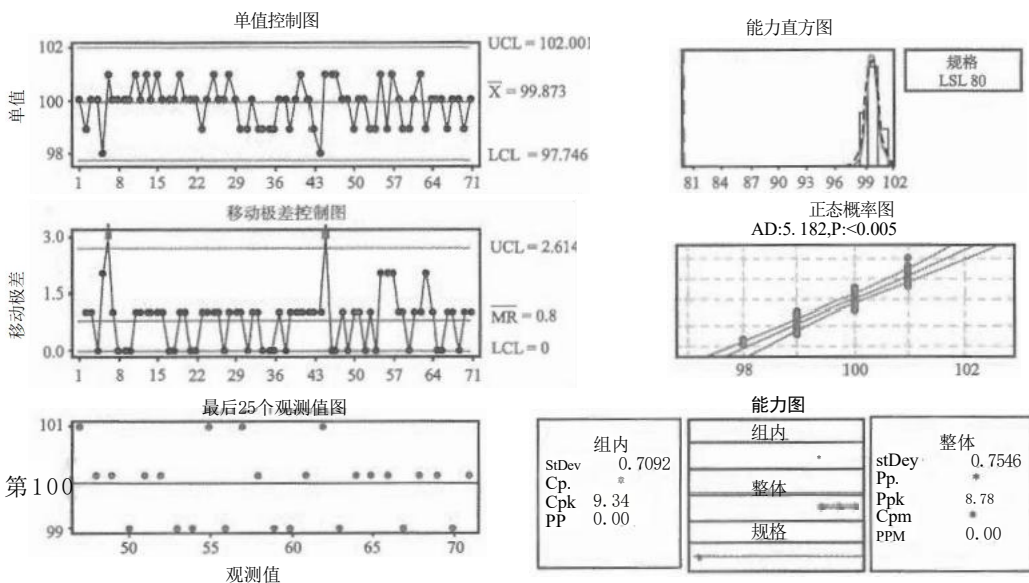 单值控制图
102
100
98
单值
1 8 15 22 29 36 43 50 57 64 71
UCL = 102.001
X = 99.873
LCL = 97.746
移动极差控制图
3.0
1.5
0.0
移动极差
1 8 15 22 29 36 43 50 57 64 71
UCL = 2.614
MR = 0.8
LCL = 0
最后25个观测值图
101
第100
99
50 55 60 65 70
观测值
能力直方图
规格
LSL 80
81 84 87 90 93 96 99 102
正态概率图
AD:5. 182,P:<0.005
98 100 102
能力图
组内
StDev 0.7092
Cp. *
Cpk 9.34
PP 0.00
组内
整体
规格
整体
stDey 0.7546
Pp. *
Ppk 8.78
Cpm *
PPM 0.00